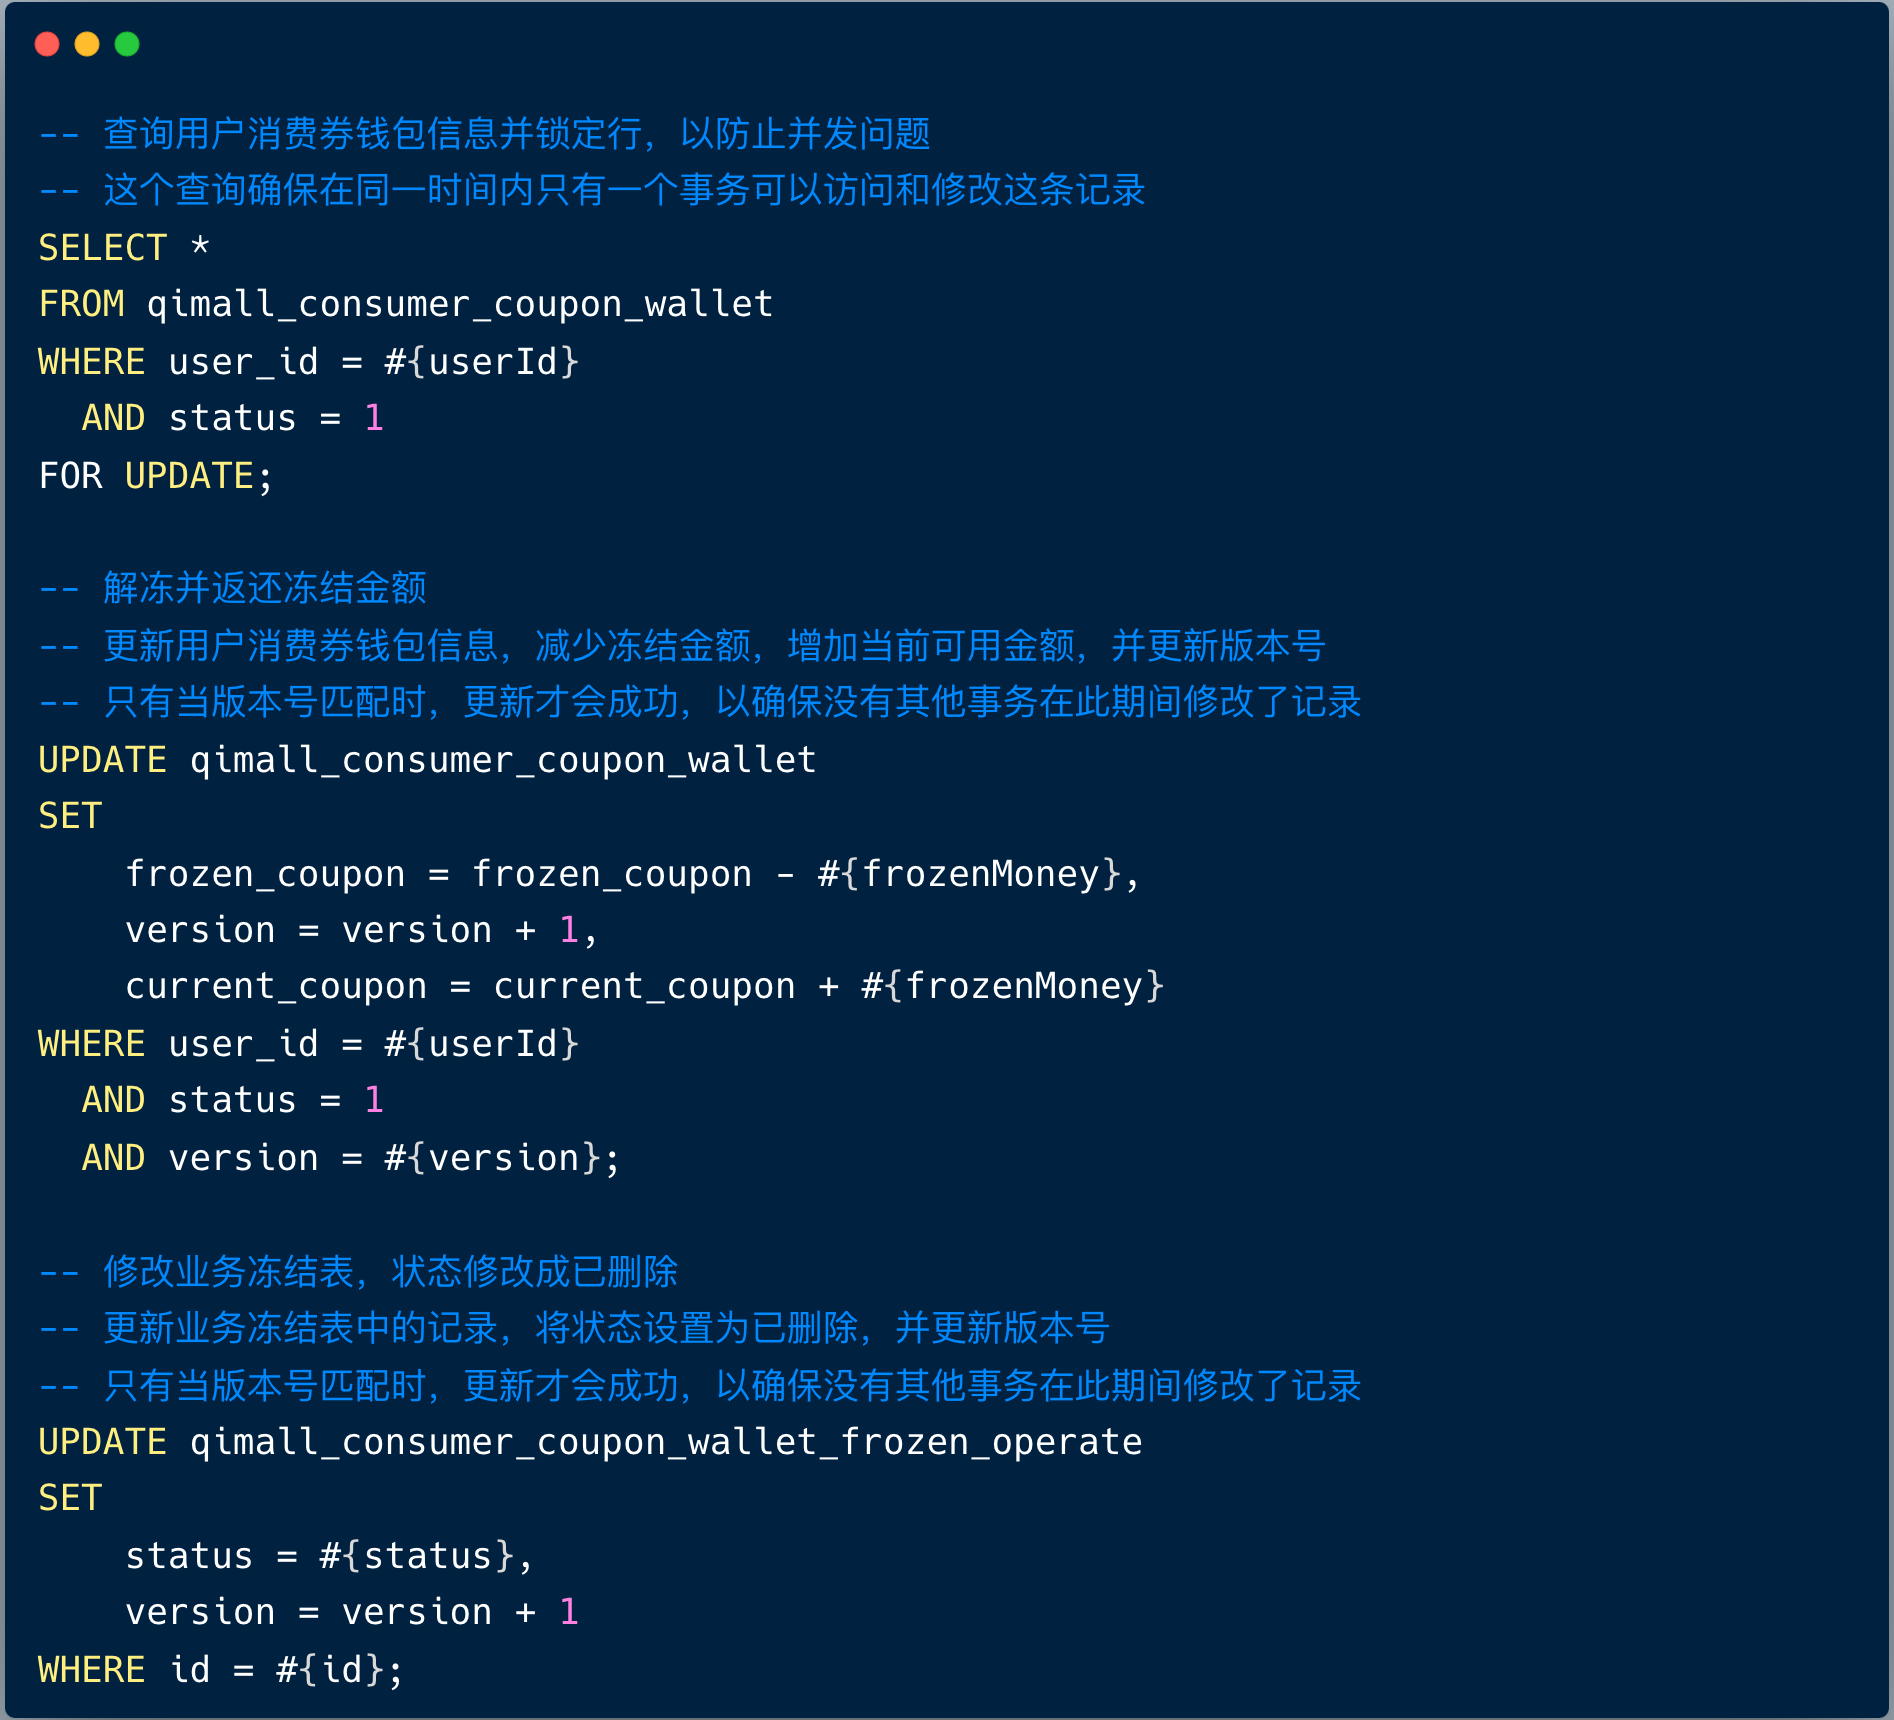 -- 查询用户消费券钱包信息并锁定行，以防止并发问题
-- 这个查询确保在同一时间内只有一个事务可以访问和修改这条记录
SELECT *
FROM qimall_consumer_coupon_wallet
WHERE user_id = #{userId}
  AND status = 1
FOR UPDATE;

-- 解冻并返还冻结金额
-- 更新用户消费券钱包信息，减少冻结金额，增加当前可用金额，并更新版本号
-- 只有当版本号匹配时，更新才会成功，以确保没有其他事务在此期间修改了记录
UPDATE qimall_consumer_coupon_wallet
SET
    frozen_coupon = frozen_coupon - #{frozenMoney},
    version = version + 1,
    current_coupon = current_coupon + #{frozenMoney}
WHERE user_id = #{userId}
  AND status = 1
  AND version = #{version};

-- 修改业务冻结表，状态修改成已删除
-- 更新业务冻结表中的记录，将状态设置为已删除，并更新版本号
-- 只有当版本号匹配时，更新才会成功，以确保没有其他事务在此期间修改了记录
UPDATE qimall_consumer_coupon_wallet_frozen_operate
SET
    status = #{status},
    version = version + 1
WHERE id = #{id};